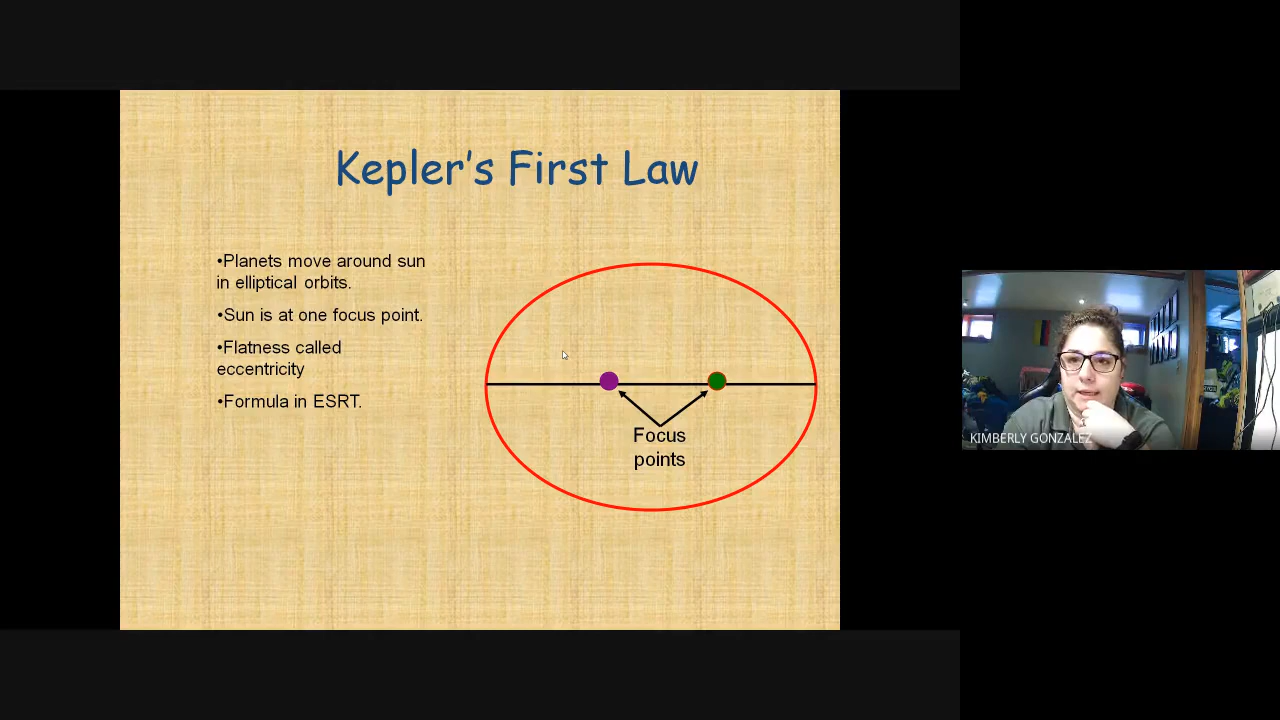 Kepler's First Law
•Planets move around sun
in elliptical orbits.
•Sun is at one focus point.
•Flatness called
eccentricity
•Formula in ESRT.
Focus
points
KIMBERLY GONZALEZ